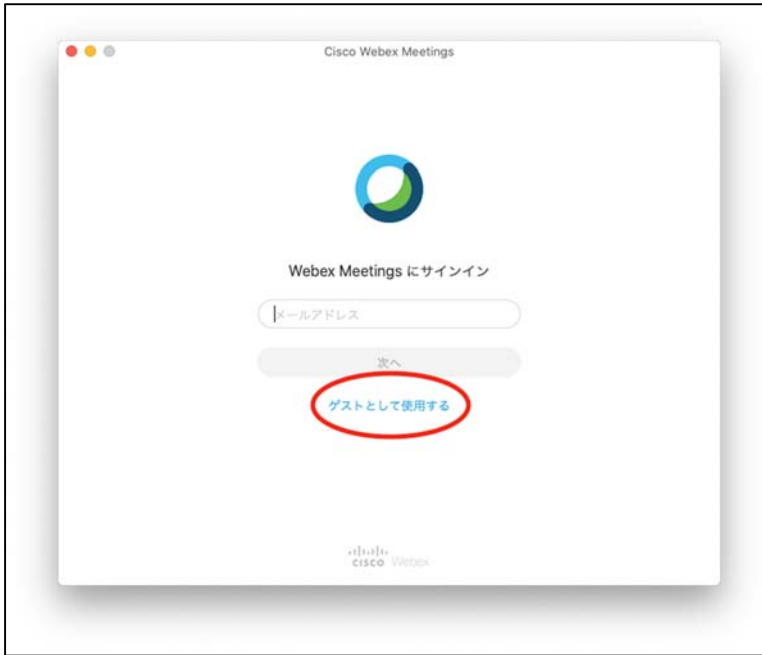 Cisco Webex Meetings
Webex Meetings にサインイン
メールアドレス
次へ
ゲストとして使用する
cisco Webex